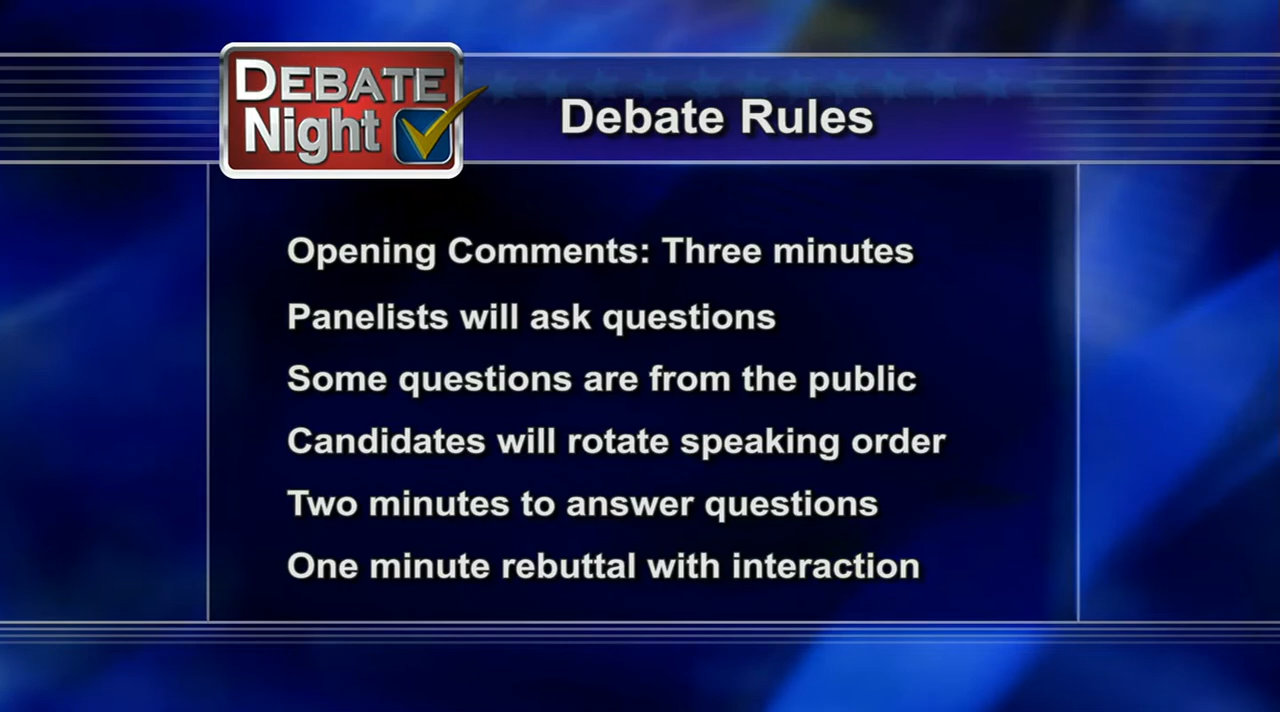 DEBATE
Night
Debate Rules
Opening Comments: Three minutes
Panelists will ask questions
Some questions are from the public
Candidates will rotate speaking order
Two minutes to answer questions
One minute rebuttal with interaction